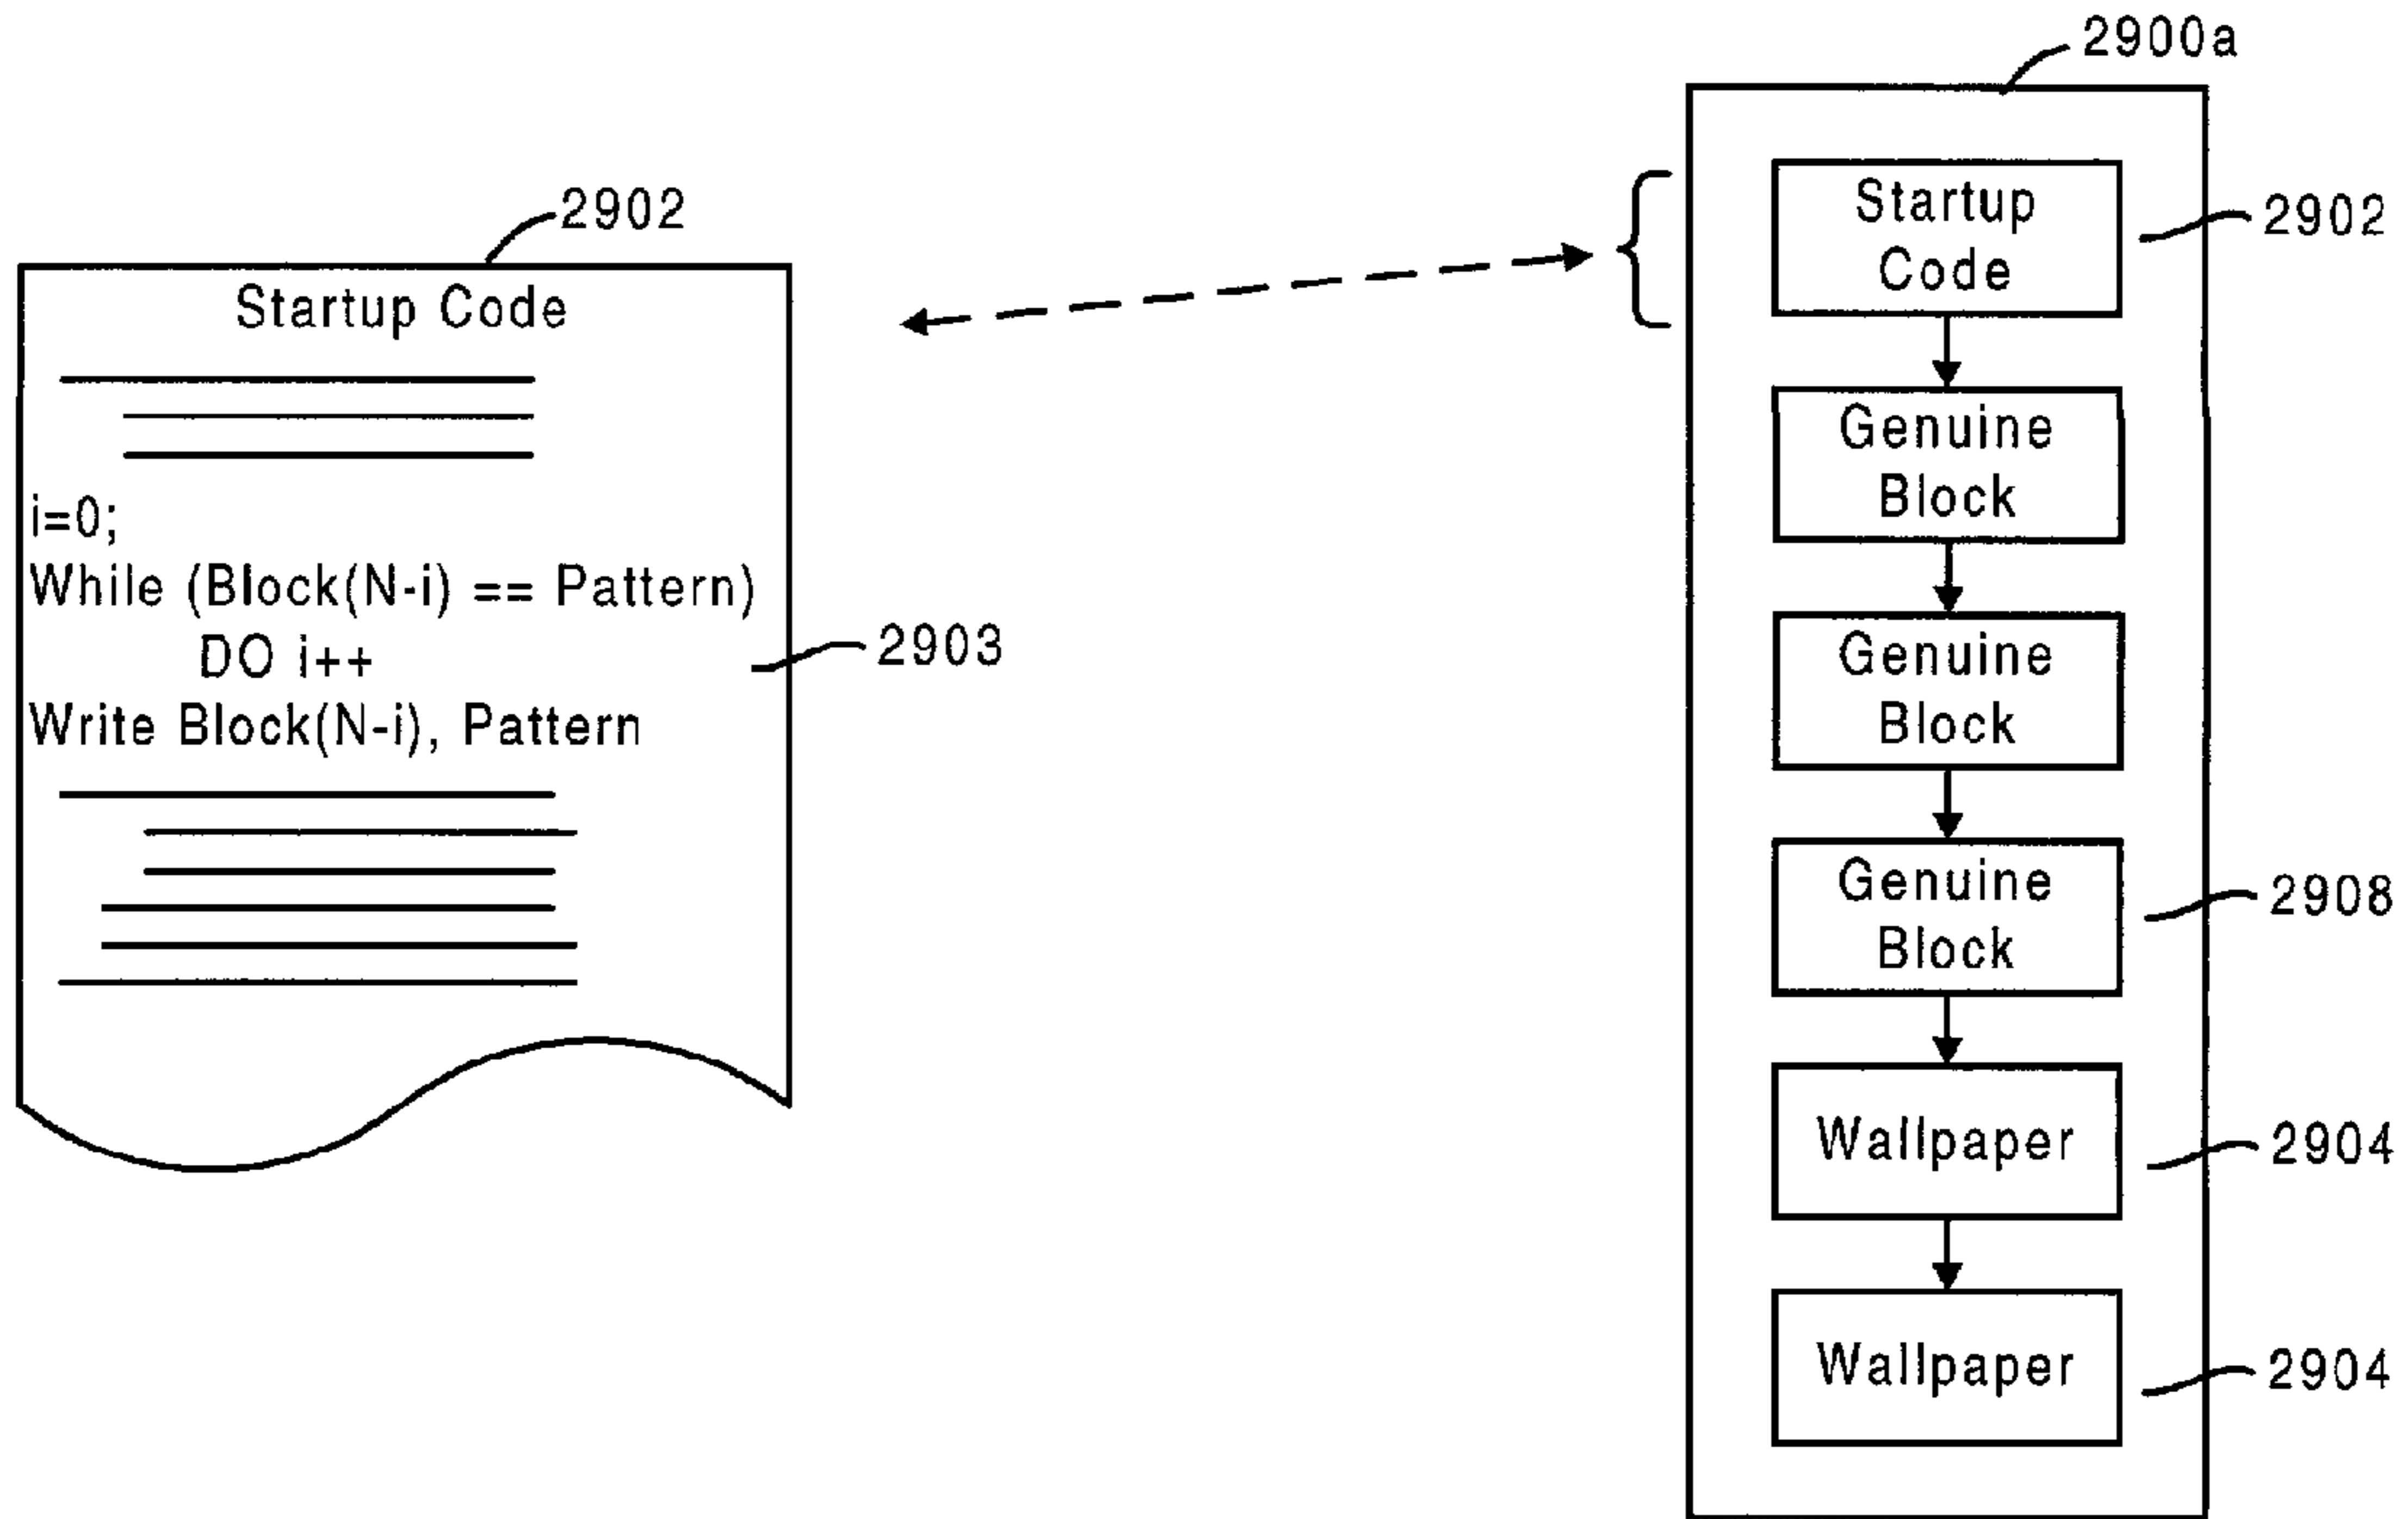 2900a
2902
Startup Code
i=0;
While (Block(N-i) == Pattern)
DO i++
Write Block(N-i), Pattern
2903
Startup
Code
2902
Genuine
Block
Genuine
Block
Genuine
Block
2908
Wallpaper
2904
Wallpaper
2904